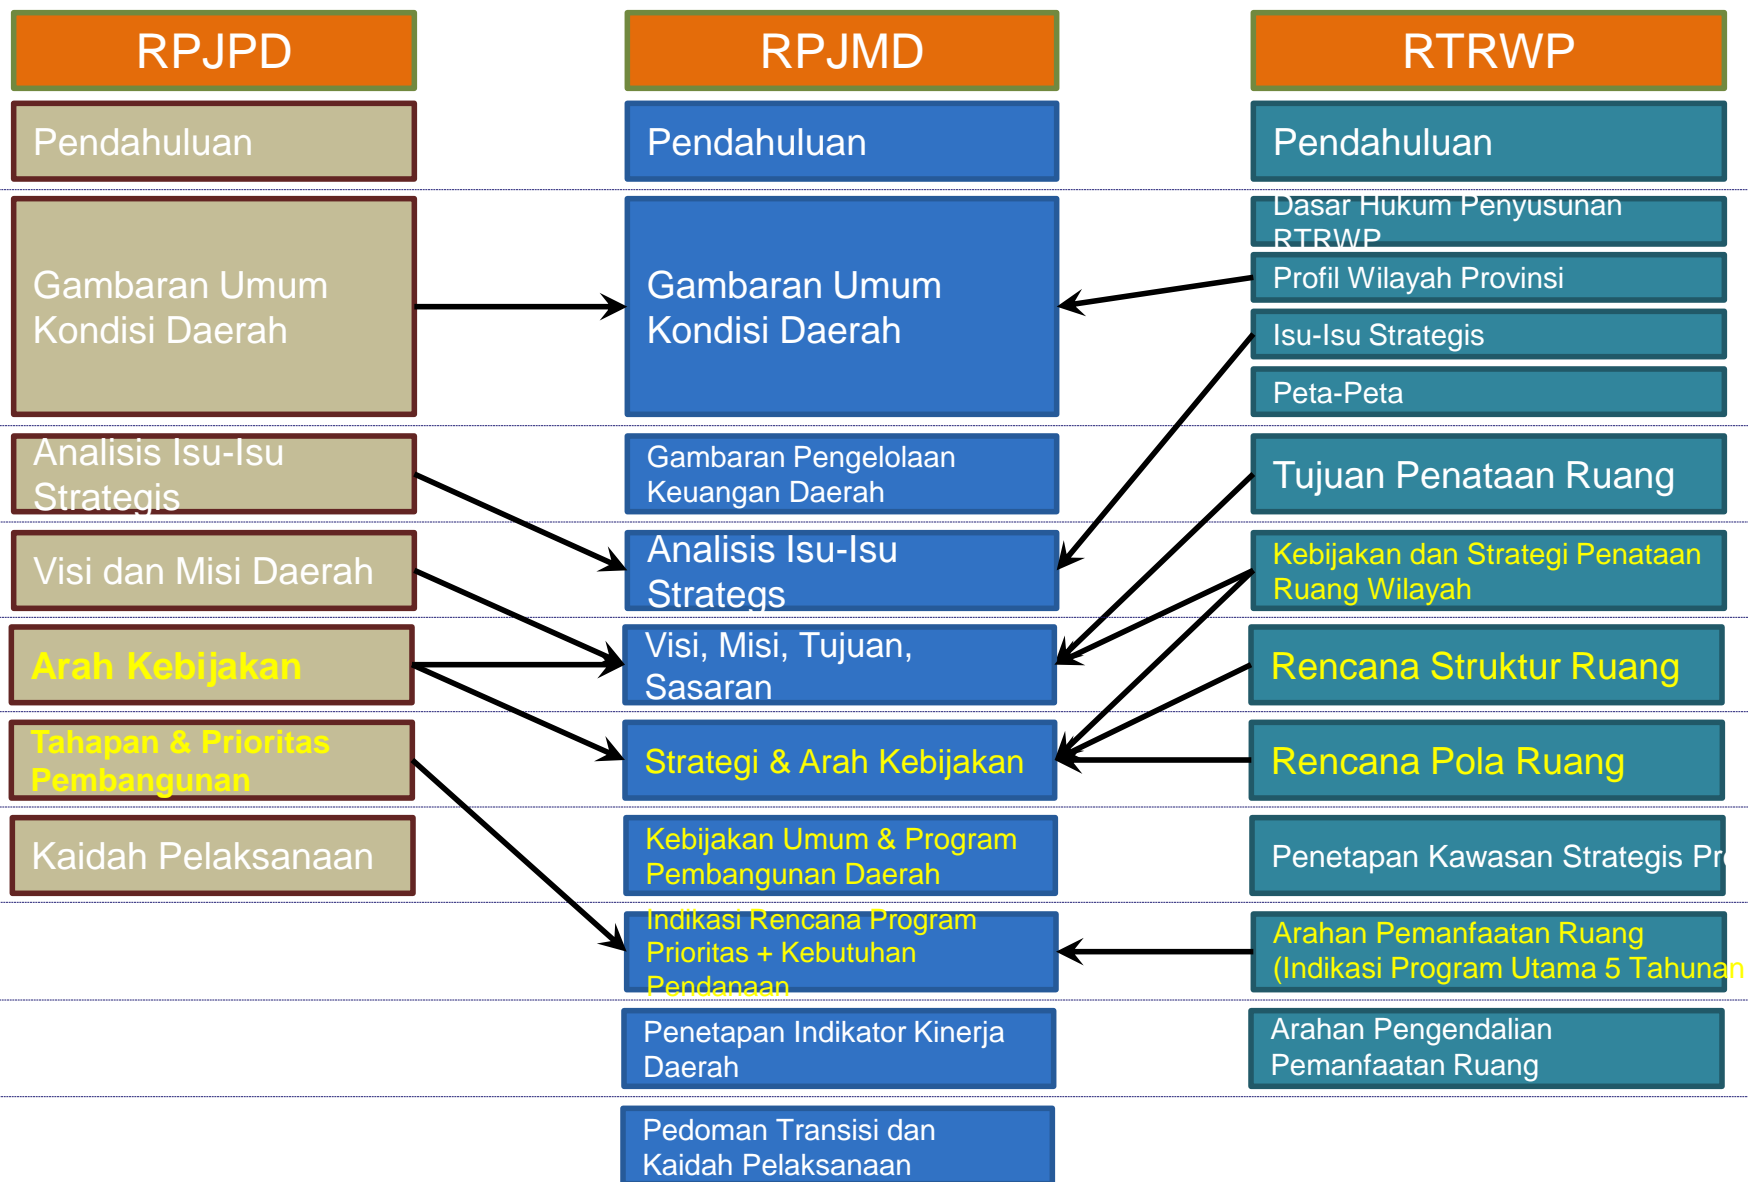 RPJPD
Pendahuluan
Gambaran Umum
Kondisi Daerah
Analisis Isu-Isu
Strategis
Visi dan Misi Daerah
Arah Kebijakan
Tahapan & Prioritas
Pembangunan
Kaidah Pelaksanaan
RPJMD
Pendahuluan
Gambaran Umum
Kondisi Daerah
Gambaran Pengelolaan
Keuangan Daerah
Analisis Isu-Isu
Strategs
Visi, Misi, Tujuan,
Sasaran
Strategi & Arah Kebijakan
Kebijakan Umum & Program
Pembangunan Daerah
Indikasi Rencana Program
Prioritas + Kebutuhan
Pendanaan
Penetapan Indikator Kinerja
Daerah
Pedoman Transisi dan
Kaidah Pelaksanaan
RTRWP
Pendahuluan
Dasar Hukum Penyusunan
RTRWP
Profil Wilayah Provinsi
Isu-Isu Strategis
Peta-Peta
Tujuan Penataan Ruang
Kebijakan dan Strategi Penataan
Ruang Wilayah
Rencana Struktur Ruang
Rencana Pola Ruang
Penetapan Kawasan Strategis
Arahan Pemanfaatan Ruang
(Indikasi Program Utama 5 Tahunan
Arahan Pengendalian
Pemanfaatan Ruang